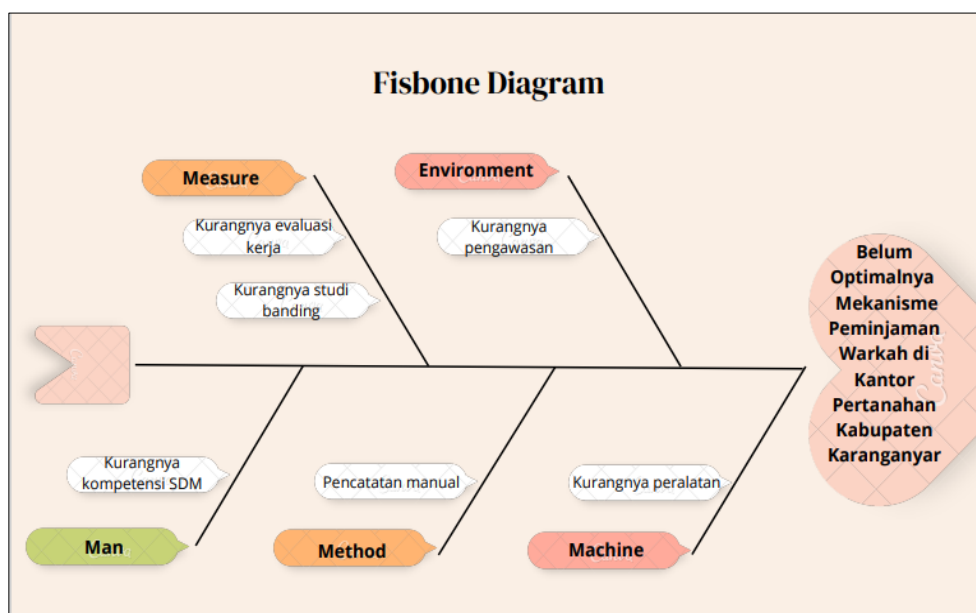 Fisbone Diagram
Measure
Environment
Kurangnya evaluasi
kerja
Kurangnya
pengawasan
Kurangnya studi
banding
Belum
Optimalnya
Mekanisme
Peminjaman
Warkah di
Kantor
Pertanahan
Kabupaten
Karanganyar
Kurangnya
kompetensi SDM
Pencatatan manual
Kurangnya peralatan
Man
Method
Machine
Canva